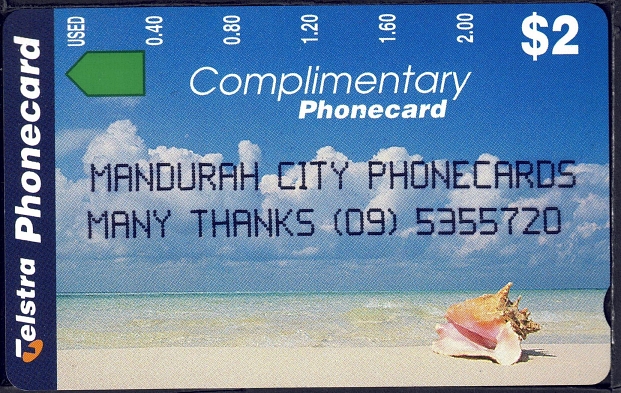 Telstra Phonecard
USED 0.40 0.80 1.20 1.60 2.00
$2
Complimentary
Phonecard
MANDURAH CITY PHONECARDS
MANY THANKS (09) 5355720